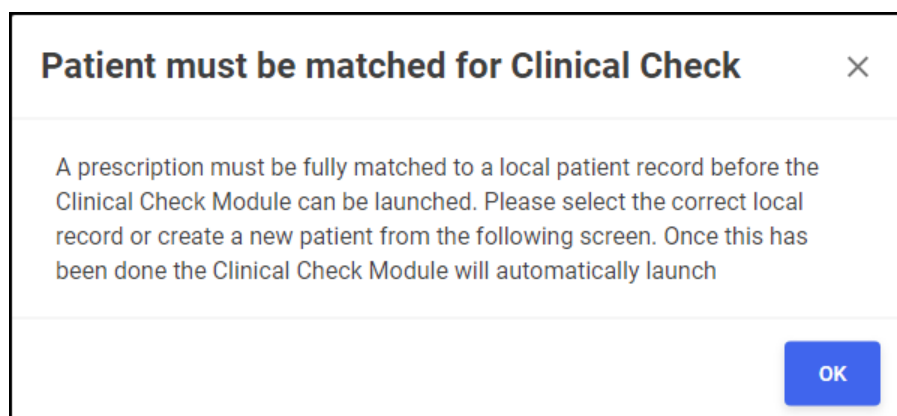 Patient must be matched for Clinical Check
A prescription must be fully matched to a local patient record before the
Clinical Check Module can be launched. Please select the correct local
record or create a new patient from the following screen. Once this has
been done the Clinical Check Module will automatically launch
OK